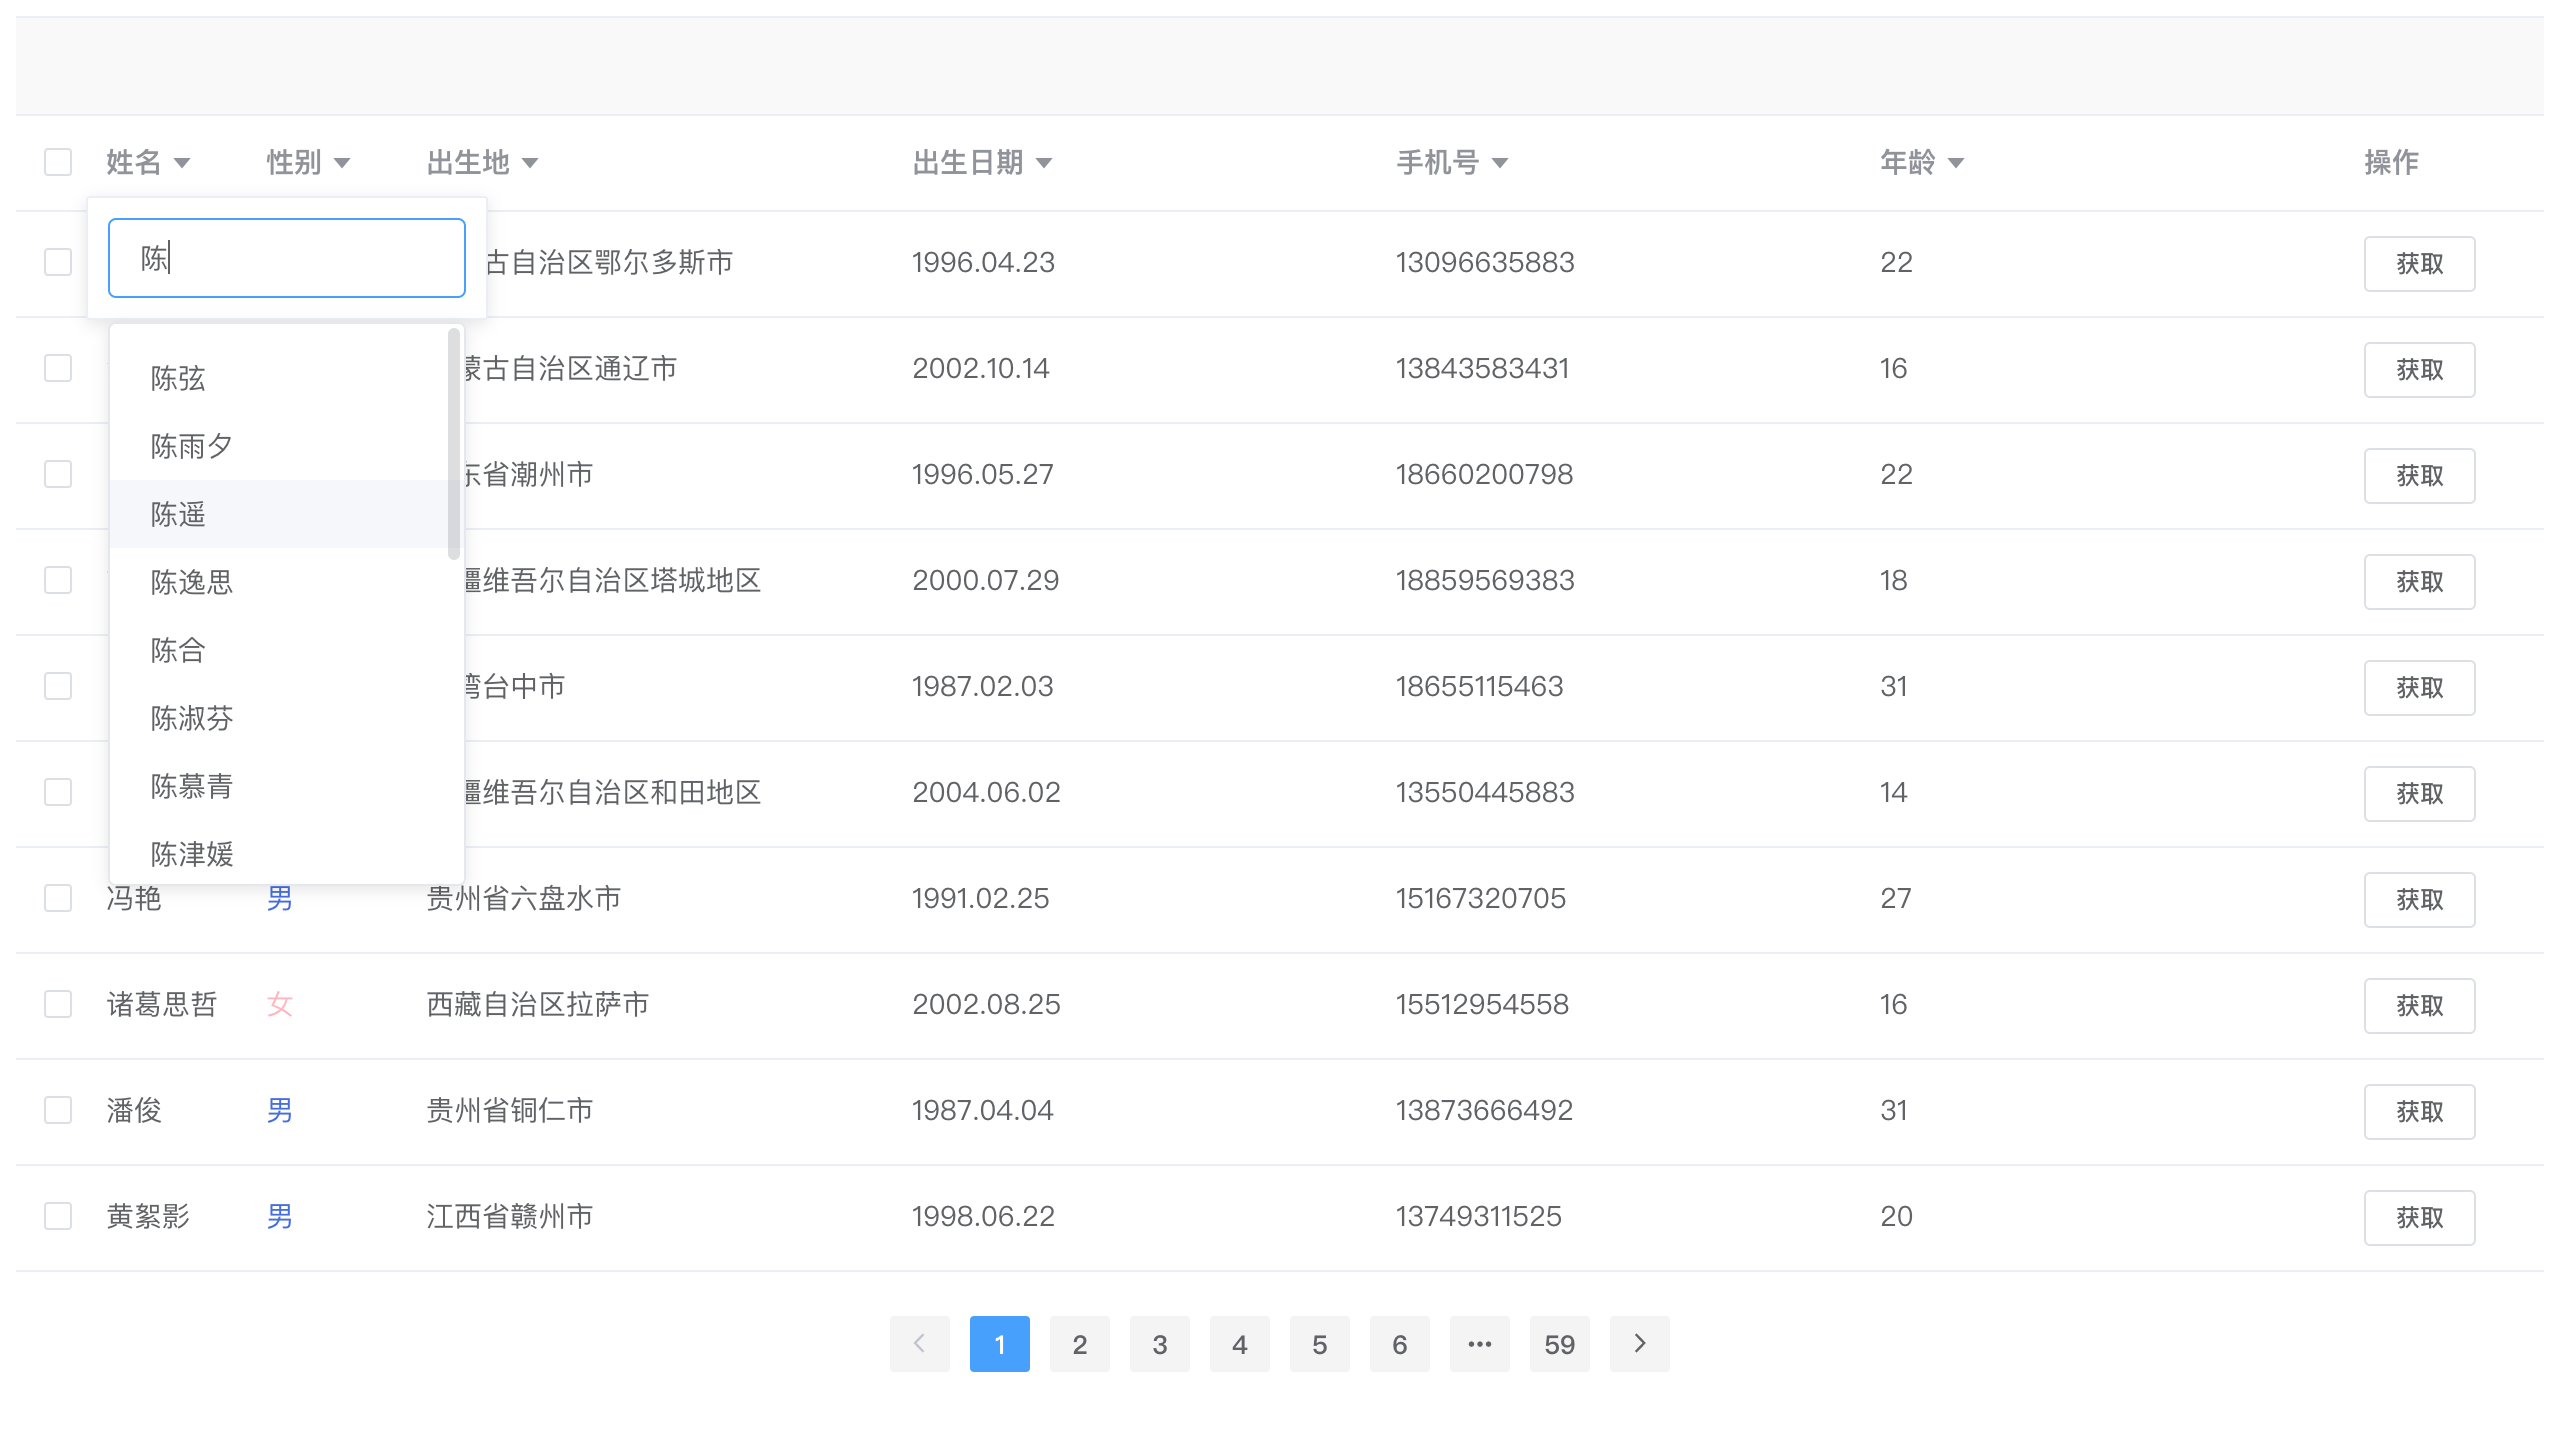 姓名 性别 出生地 出生日期 手机号 年龄 操作
陈
古自治区鄂尔多斯市 1996.04.23 13096635883 22 获取
陈弦
蒙古自治区通辽市 2002.10.14 13843583431 16 获取
陈雨夕
东省潮州市 1996.05.27 18660200798 22 获取
陈遥
疆维吾尔自治区塔城地区 2000.07.29 18859569383 18 获取
陈逸思
陈合
湾台中市 1987.02.03 18655115463 31 获取
陈淑芬
陈慕青
疆维吾尔自治区和田地区 2004.06.02 13550445883 14 获取
陈津媛
冯艳 男 贵州省六盘水市 1991.02.25 15167320705 27 获取
诸葛思哲 女 西藏自治区拉萨市 2002.08.25 15512954558 16 获取
潘俊 男 贵州省铜仁市 1987.04.04 13873666492 31 获取
黄絮影 男 江西省赣州市 1998.06.22 13749311525 20 获取
1 2 3 4 5 6 ••• 59